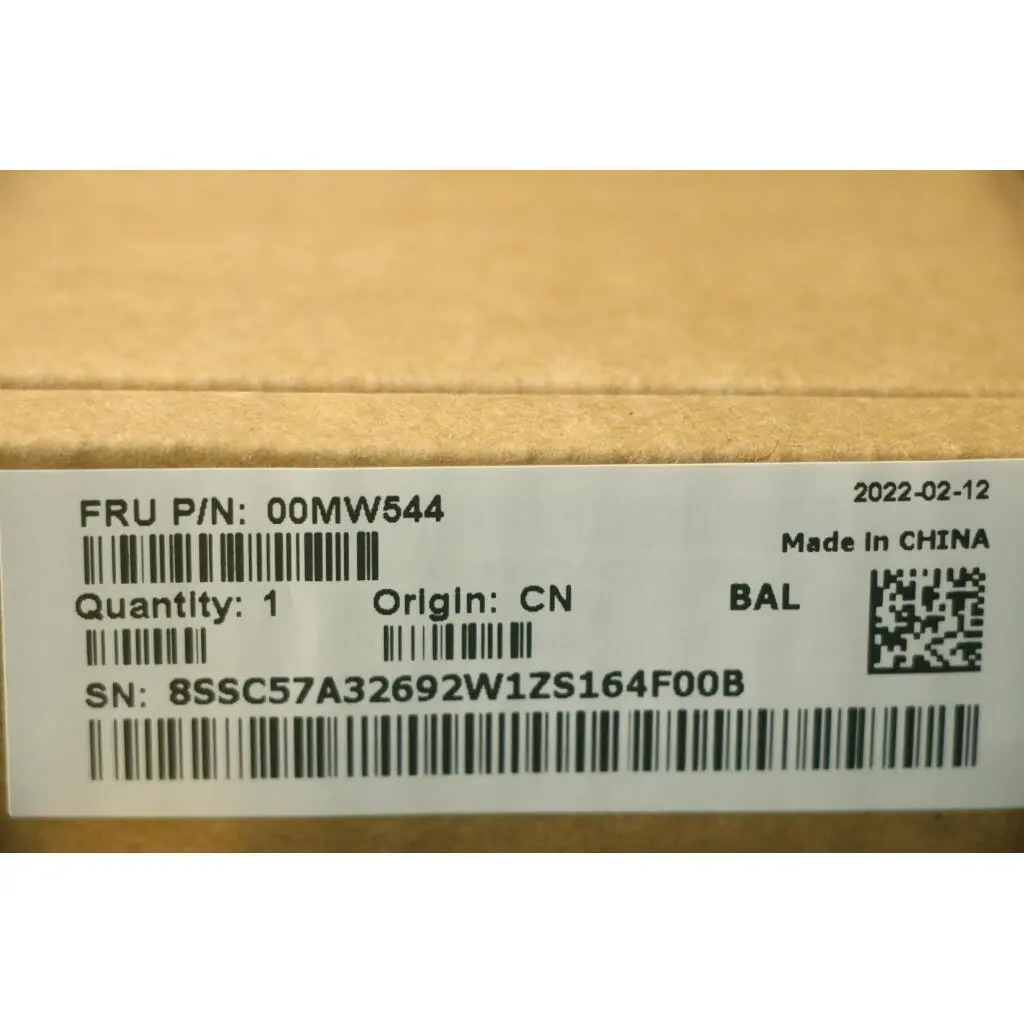 FRU P/N: 00MW544
2022-02-12
Made in CHINA
Quantity: 1 Origin: CN BAL
SN: 8SSC57A32692W1ZS164F00B